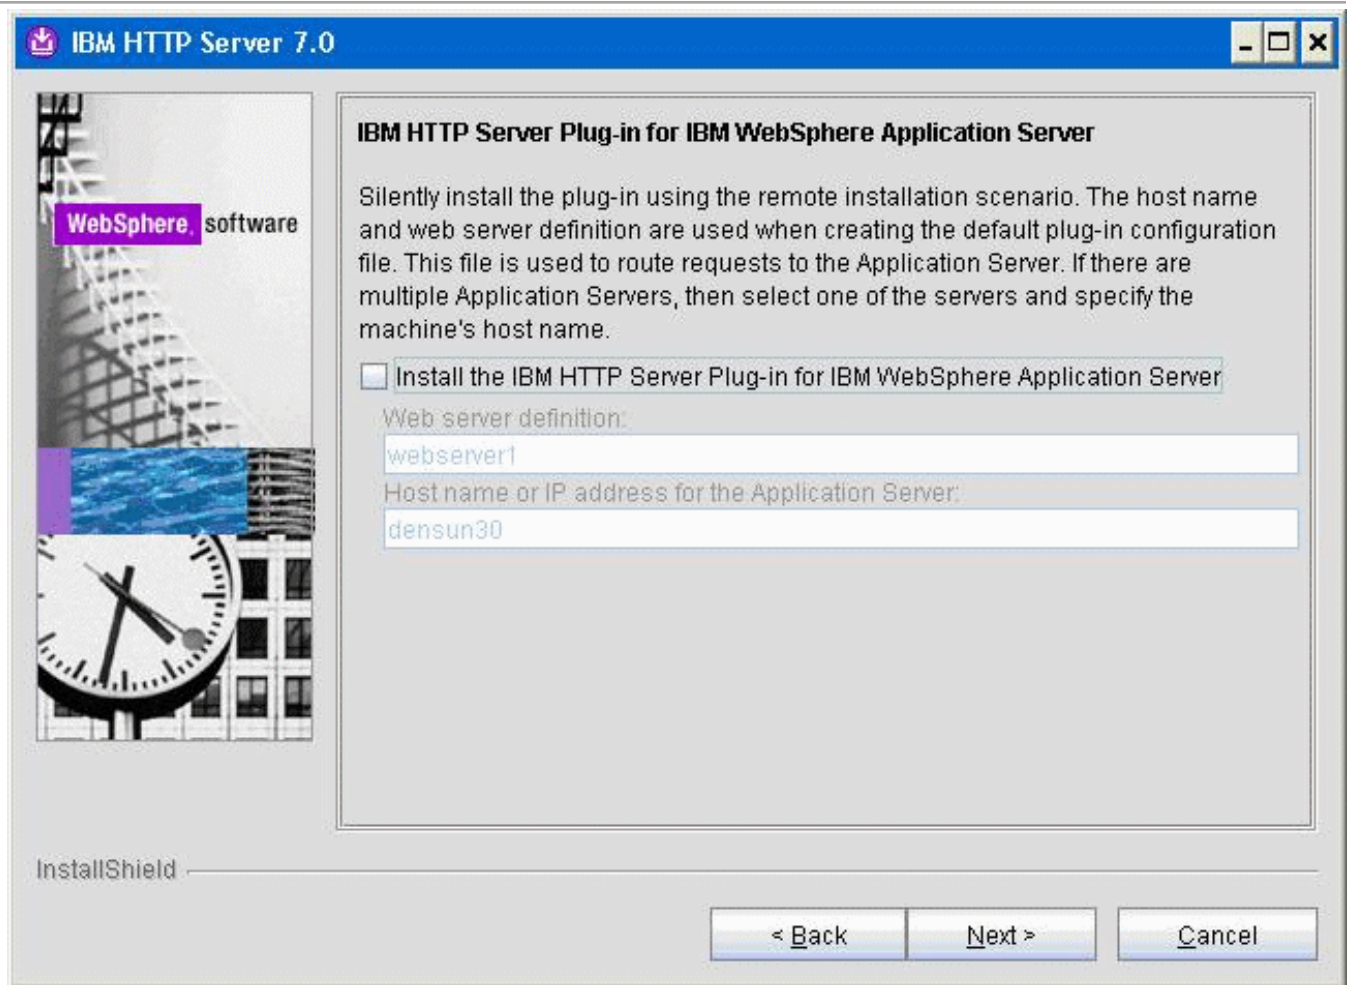 IBM HTTP Server 7.0
WebSphere. software
IBM HTTP Server Plug-in for IBM WebSphere Application Server
Silently install the plug-in using the remote installation scenario. The host name
and web server definition are used when creating the default plug-in configuration
file. This file is used to route requests to the Application Server. If there are
multiple Application Servers, then select one of the servers and specify the
machine's host name.
Install the IBM HTTP Server Plug-in for IBM WebSphere Application Server
Web server definition:
webserver1
Host name or IP address for the Application Server:
densun30
InstallShield
< Back
Next >
Cancel